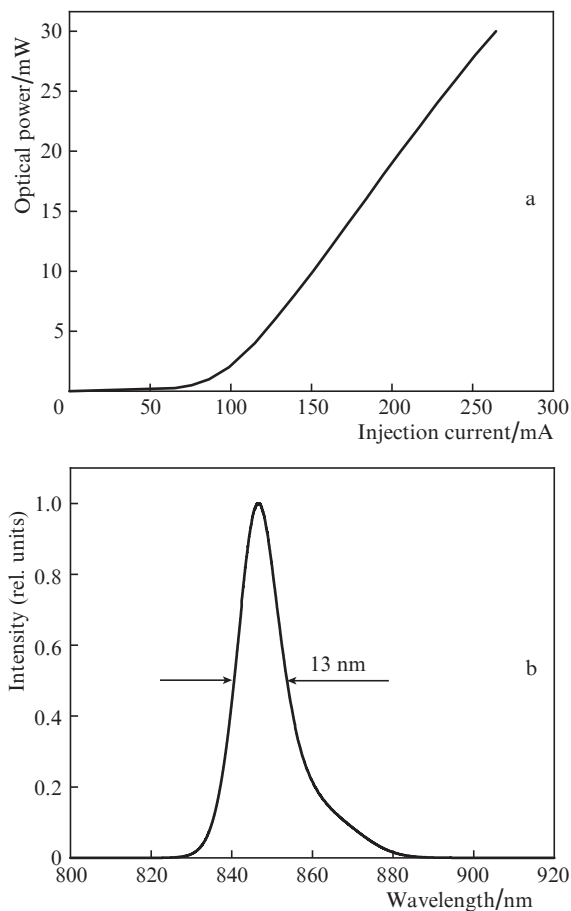 Optical power/mW
30
25
20
15
10
5
a
0 50 100 150 200 250 300
Injection current/mA
Intensity (rel. units)
1.0
0.8
0.6
0.4
0.2
0
13 nm
b
800 820 840 860 880 900 920
Wavelength/nm